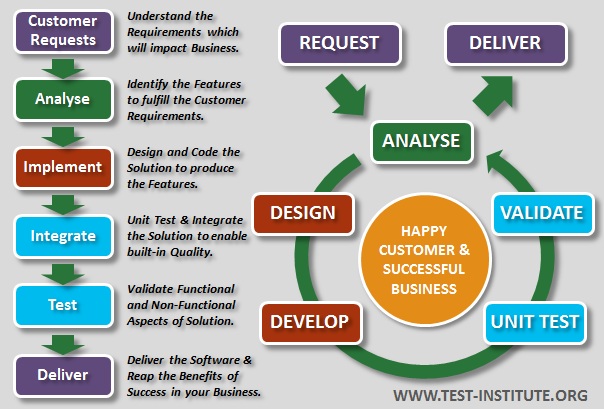 Customer
Requests
Understand the
Requirements which
will impact Business.
Analyse
Identify the Features
to fulfill the Customer
Requirements.
Implement
Design and Code the
Solution to produce
the Features.
Integrate
Unit Test & Integrate
the Solution to enable
built-in Quality.
Test
Validate Functional
and Non-Functional
Aspects of Solution.
Deliver
Deliver the Software &
Reap the Benefits of
Success in your Business.
REQUEST
DELIVER
ANALYSE
DESIGN
VALIDATE
HAPPY
CUSTOMER &
SUCCESSFUL
BUSINESS
DEVELOP
UNIT TEST
WWW.TEST-INSTITUTE.ORG